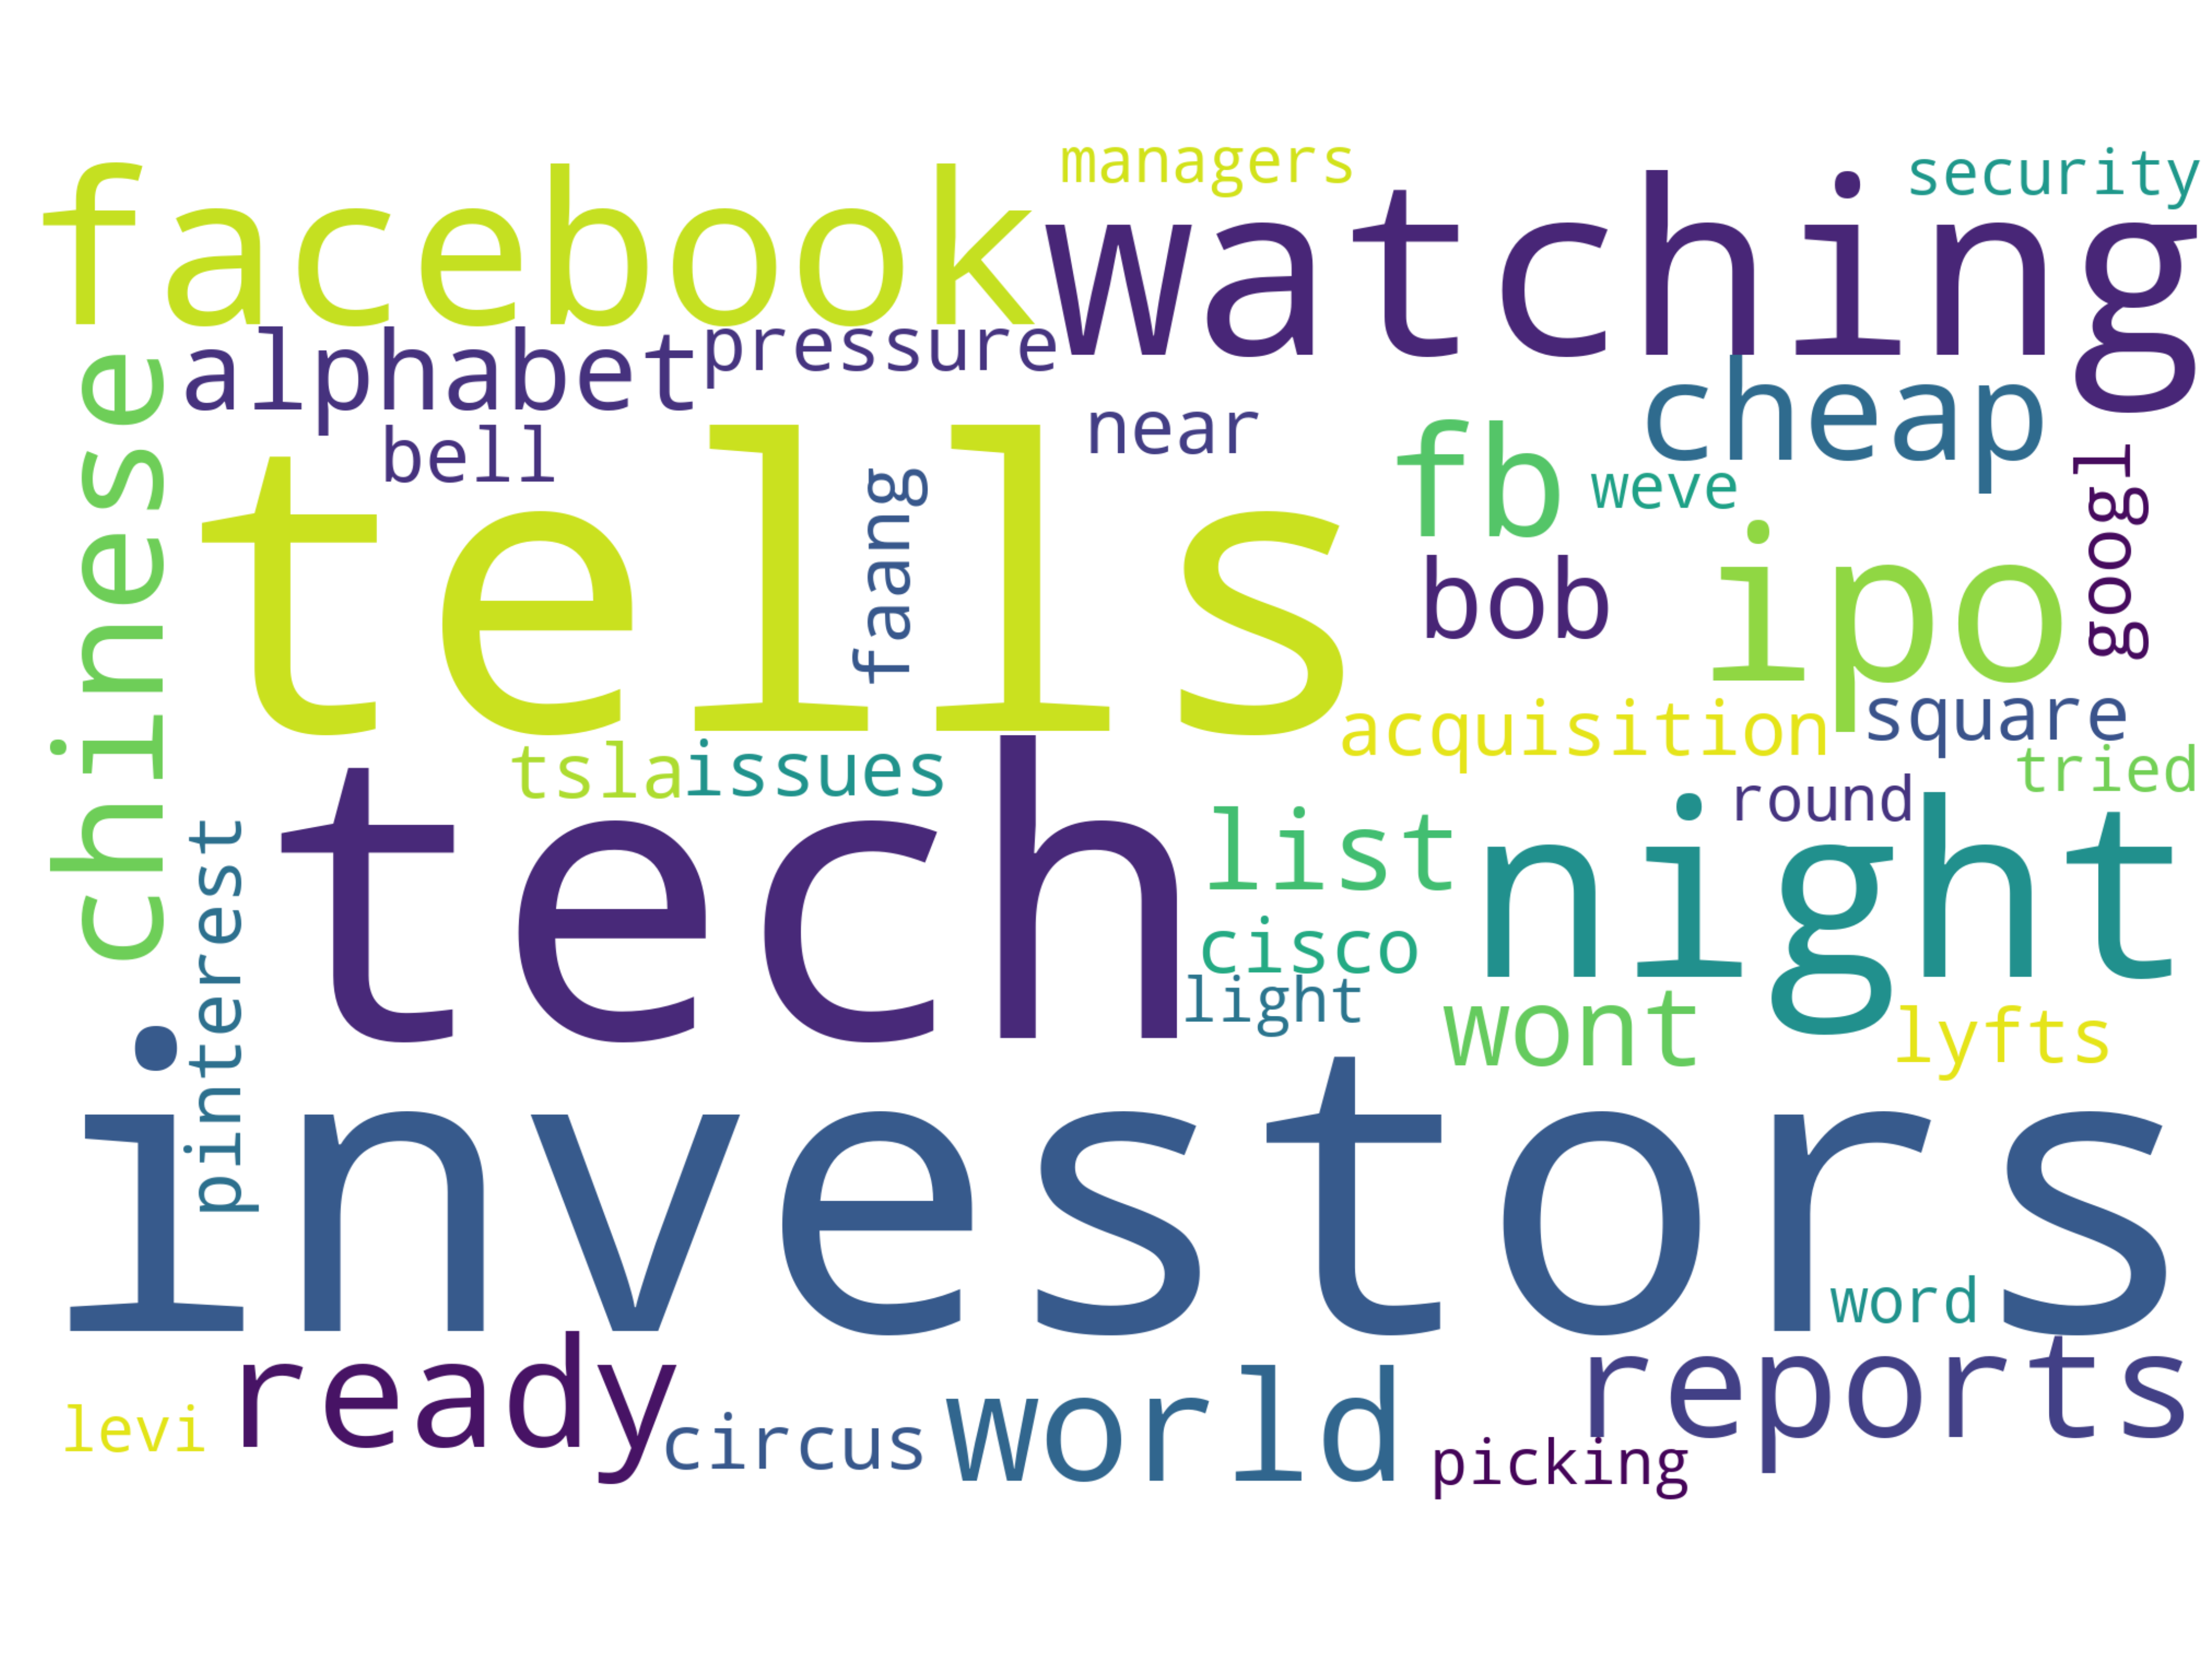 managers
security
facebook
watching
alphabet
pressure
chinese
cheap
near
bell
fb
weve
googl
tells
faang
bob
ipo
acquisition
square
tsla
issues
tried
round
tech
list
night
pinterest
cisco
light
wont
lyfts
investors
word
ready
world
reports
levi
circus
picking